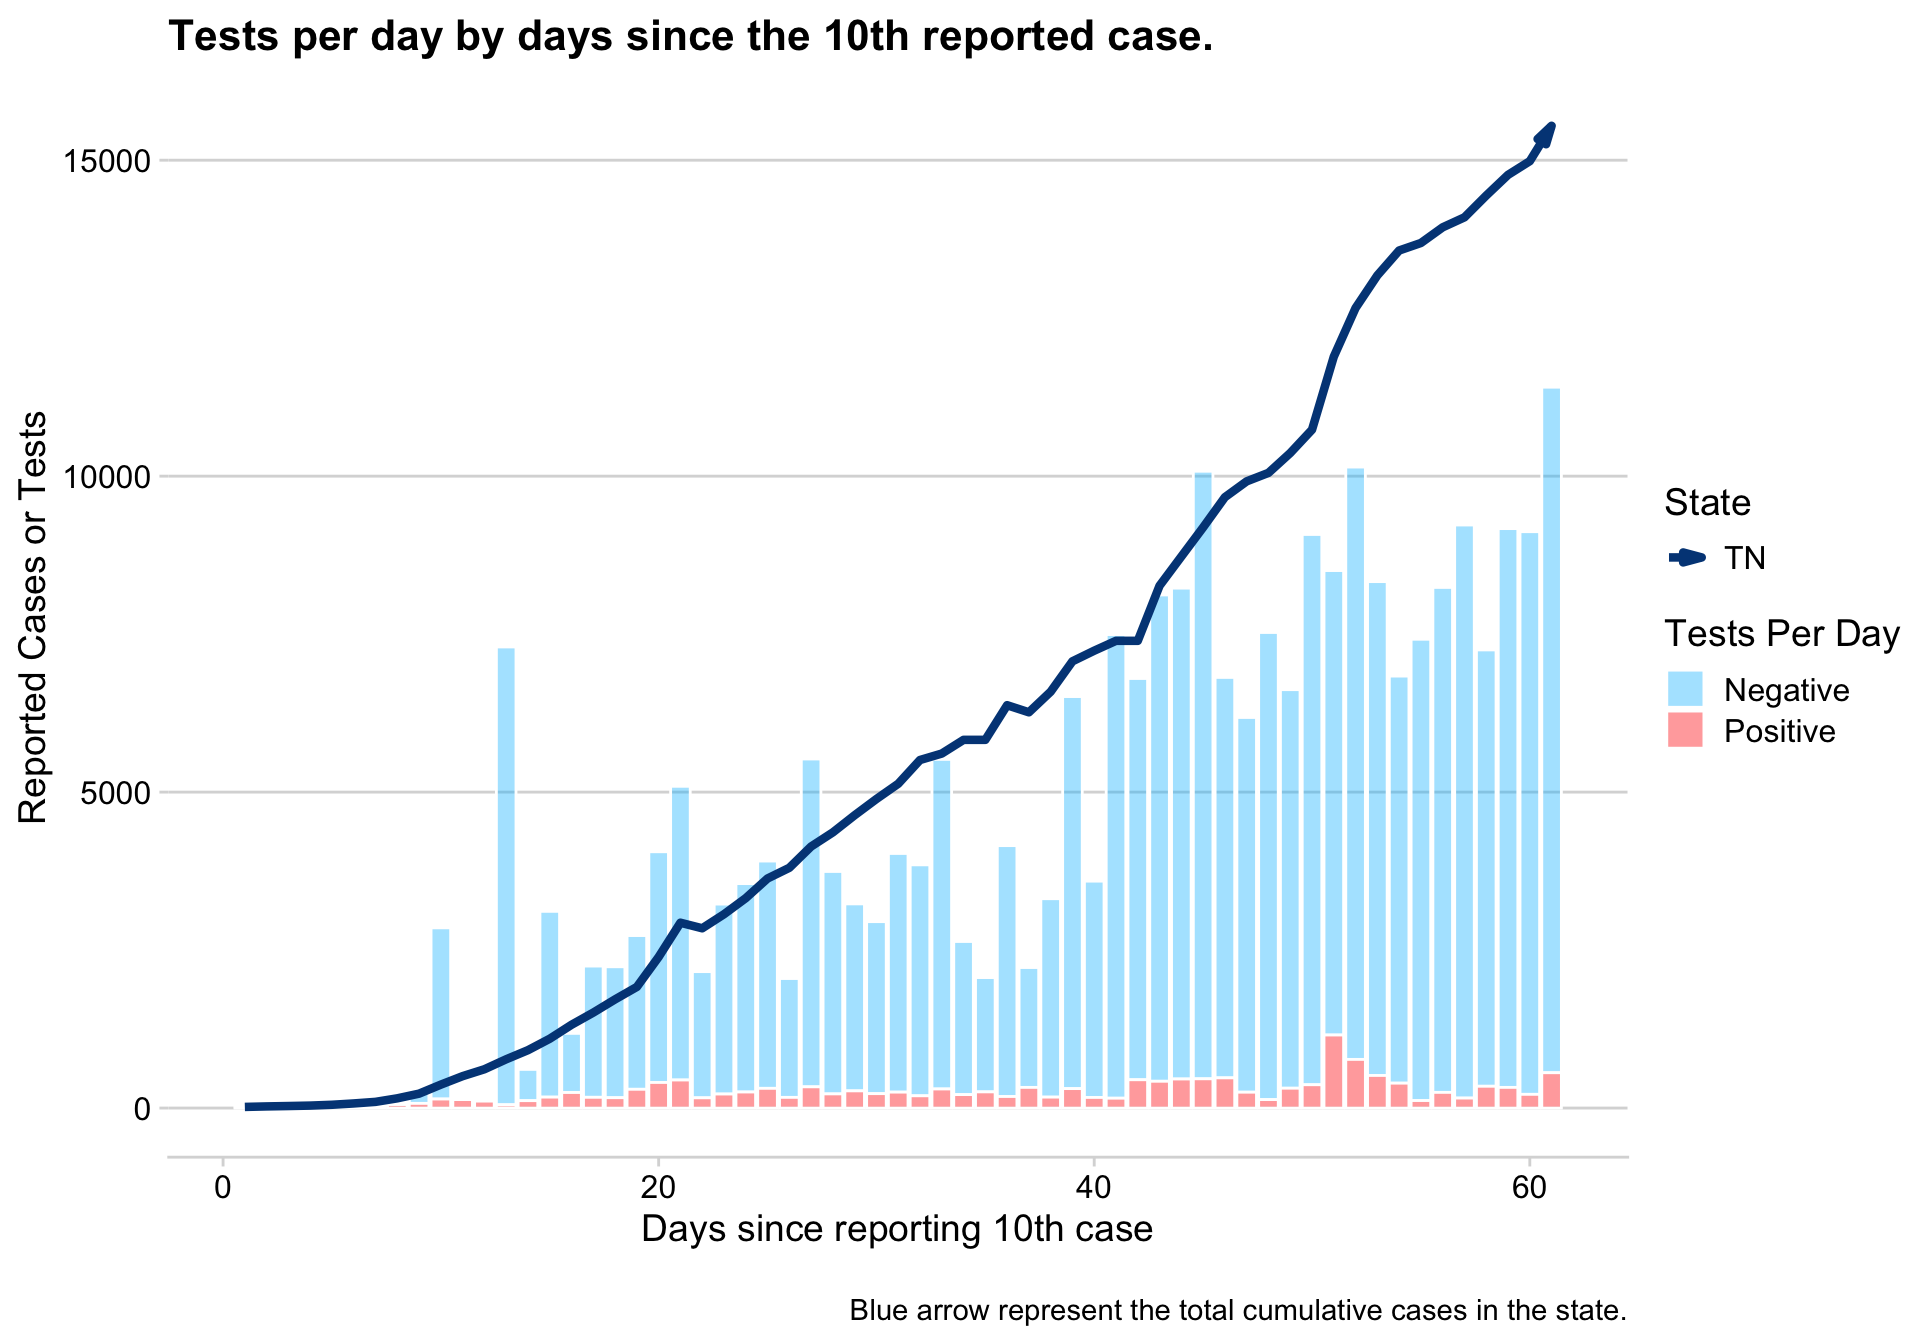 Tests per day by days since the 10th reported case.
15000
10000
5000
0
Reported Cases or Tests
0
20
40
60
Days since reporting 10th case
State
TN
Tests Per Day
Negative
Positive
Blue arrow represent the total cumulative cases in the state.